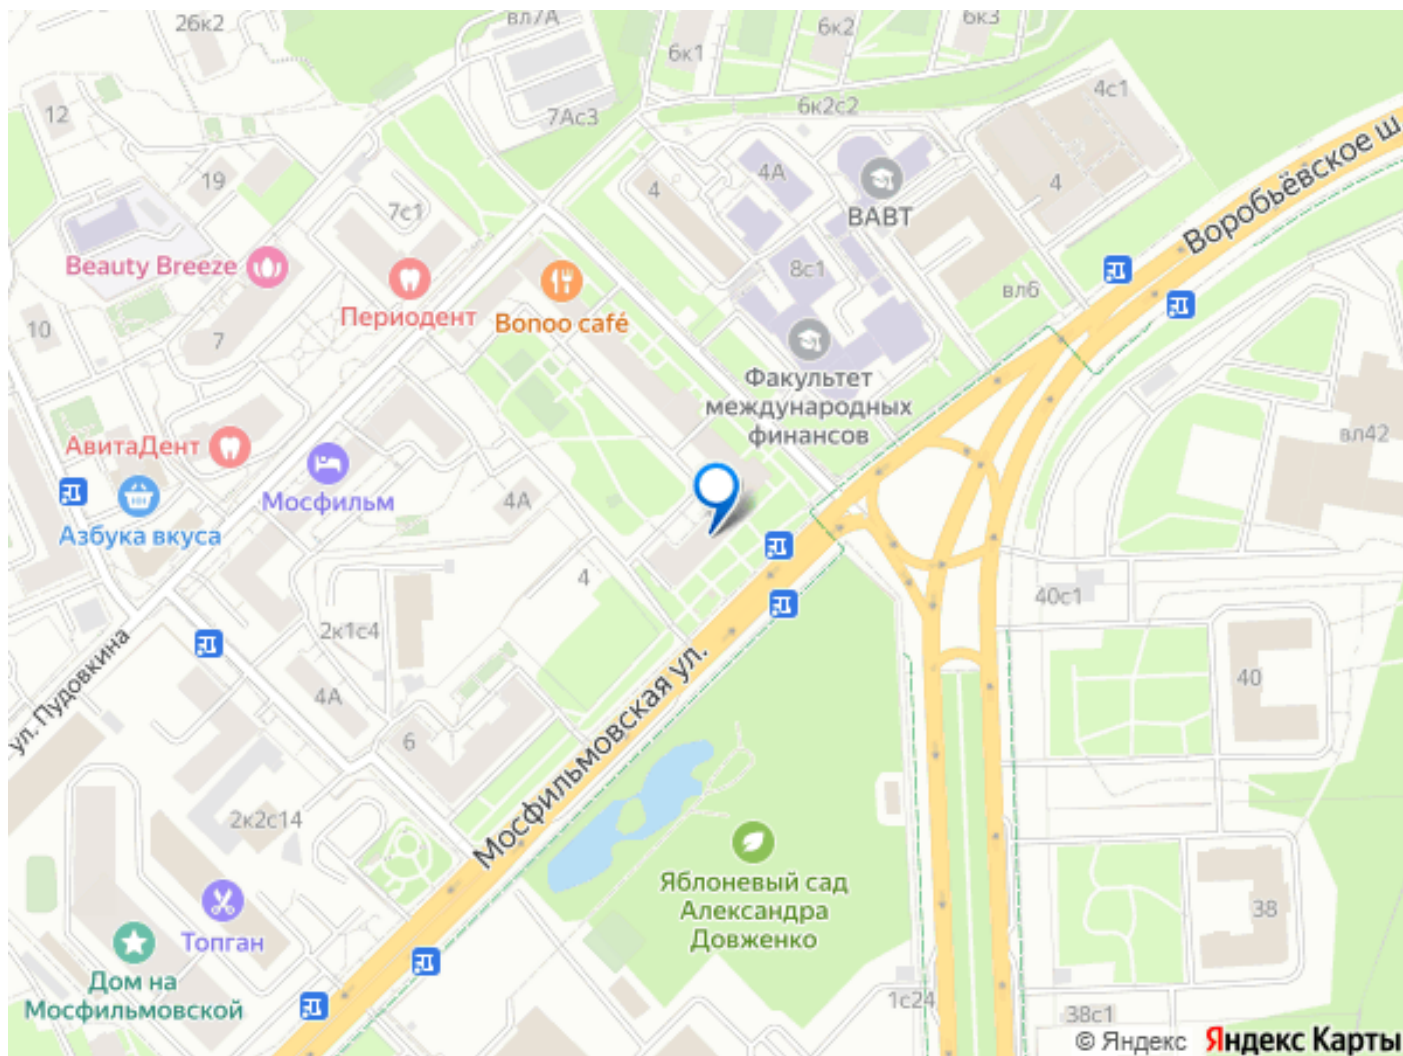 26к2
вл7А
6к2
6к3
6к1
12
7Ас3
6к2с2
4с1
19
4
4А
4
7с1
ВАВТ
Воробьёвское ш.
Beauty Breeze
8с1
вл6
Периодент
Bonoo café
10
7
Факультет
международных
финансов
вл42
АвитаДент
Мосфильм
4А
Азбука вкуса
4
40с1
2к1с4
ул. Пудовкина
4А
40
6
Мосфильмовская ул.
2к2с14
Яблоневый сад
Александра
Довженко
38
Топган
Дом на
Мосфильмовской
1с24
38с1
© Яндекс Яндекс Карты